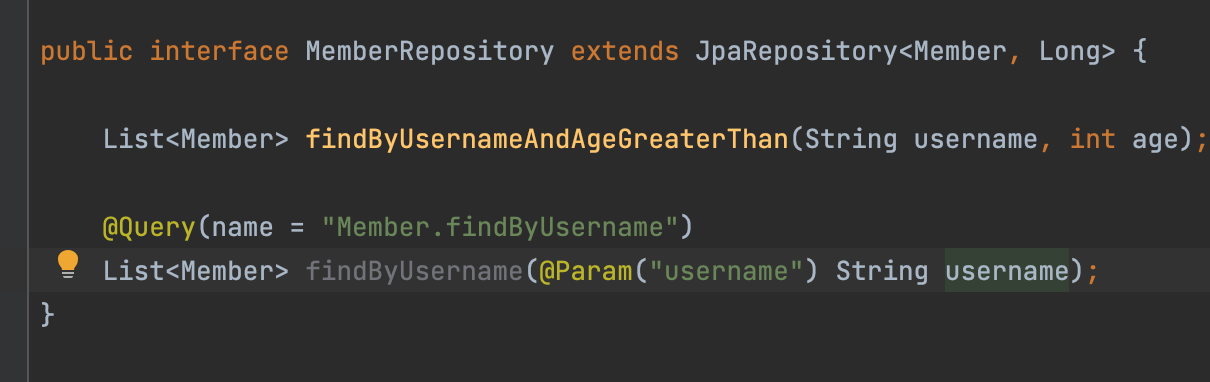 public interface MemberRepository extends JpaRepository<Member, Long> {
List<Member> findByUsernameAndAgeGreaterThan(String username, int age);
@Query(name = "Member.findByUsername")
List<Member> findByUsername(@Param("username") String username);
}